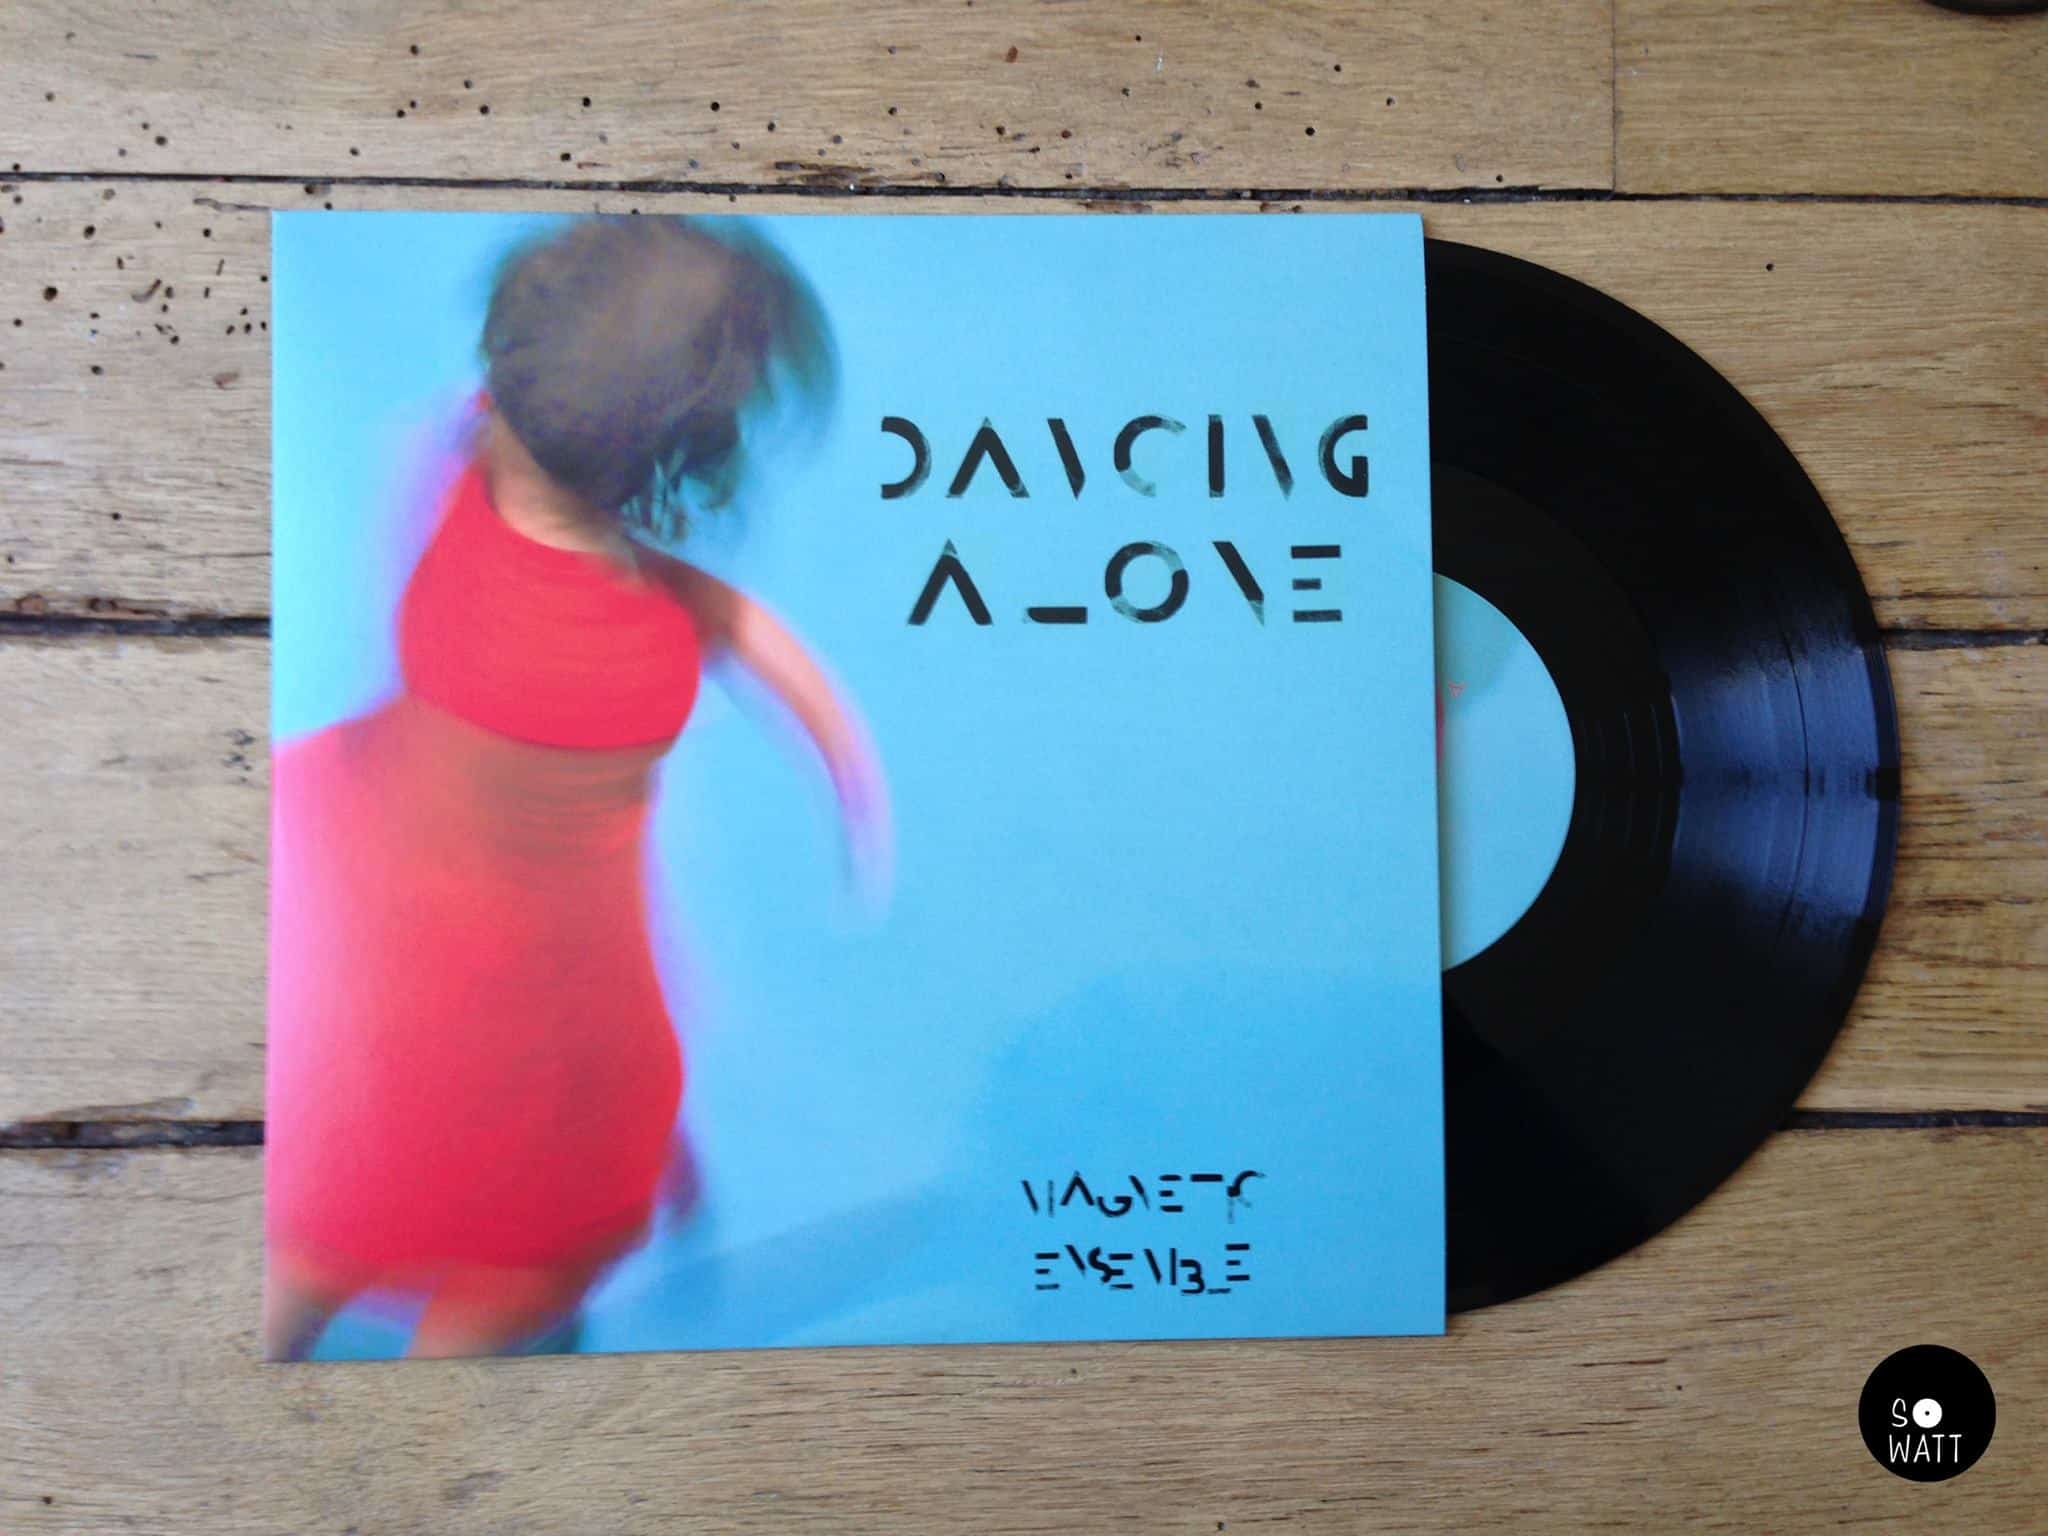 DANCING
ALONE
MAGNETIC
ENSEMBLE
A
SO
WATT